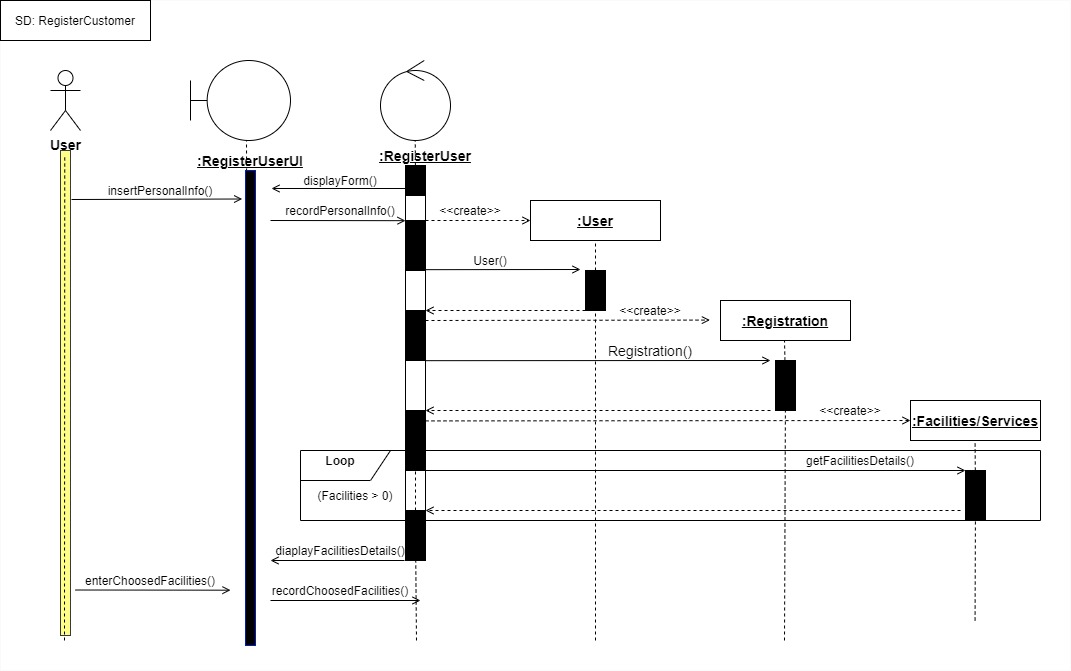 SD: RegisterCustomer
User
:RegisterUserUI
:RegisterUser
displayForm()
insertPersonalInfo()
recordPersonalInfo()
<<create>>
:User
User()
<<create>>
:Registration
Registration()
<<create>>
:Facilities/Services
Loop
getFacilitiesDetails()
(Facilities > 0)
diaplayFacilitiesDetails()
enterChoosedFacilities()
recordChoosedFacilities()